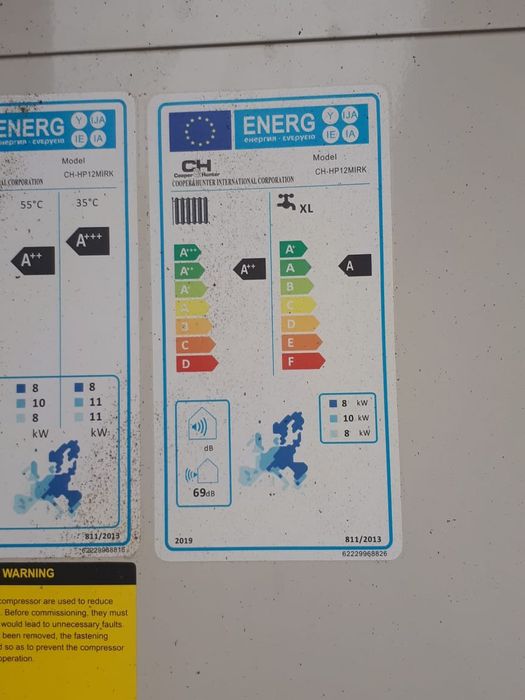 ENERG Y IJA
енергия · ενεργεια IE IA
Model
CH-HP12MIRK
AL CORPORATION
55°C 35°C
A++
A+++
8
10
8
kW
8
11
11
kW
811/2013
62229968816
WARNING
compressor are used to reduce
. Before commissioning, they must
would lead to unnecessary faults.
been removed, the fastening
so as to prevent the compressor
operation.
ENERG Y IJA
енергия · ενεργεια IE IA
CH
Cooper Hunter
COOPER&HUNTER INTERNATIONAL CORPORATION
Model
CH-HP12MIRK
XL
A+++
A++
A+
A
B
C
D
A++
A+
A
B
C
D
E
F
A
dB
69dB
8 kW
10 kW
8 kW
2019
811/2013
62229968826